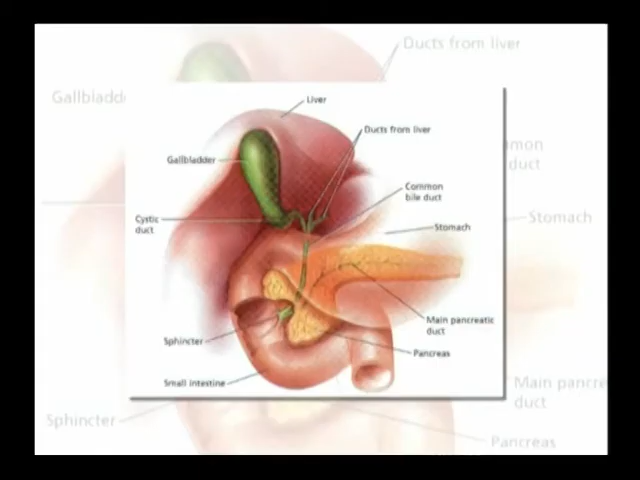 Ducts from liver
Gallbladd
Liver
Ducts from liver
Gallbladder
mmon
duct
Common
bile duct
Cystic
duct
Stomach
Stomach
Main pancreatic
duct
Sphincter
Pancreas
Small intestine
Main pancre
duct
Sphincter
Pancreas